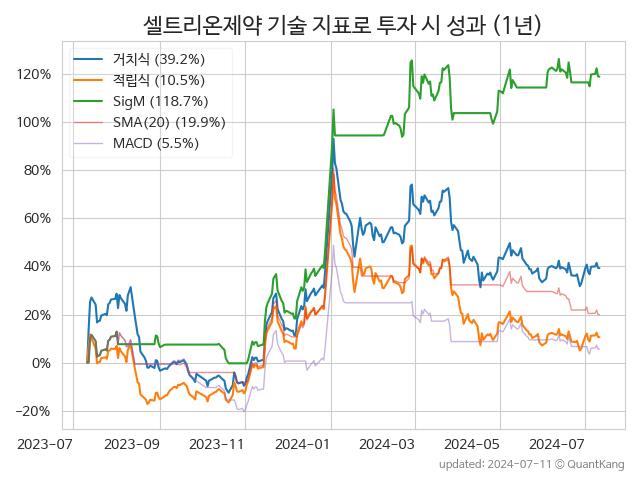 셀트리온제약 기술 지표로 투자 시 성과 (1년)
거치식 (39.2%)
적립식 (10.5%)
SigM (118.7%)
SMA(20) (19.9%)
MACD (5.5%)
120%
100%
80%
60%
40%
20%
0%
−20%
2023-07 2023-09 2023-11 2024-01 2024-03 2024-05 2024-07
updated: 2024-07-11 © QuantKang